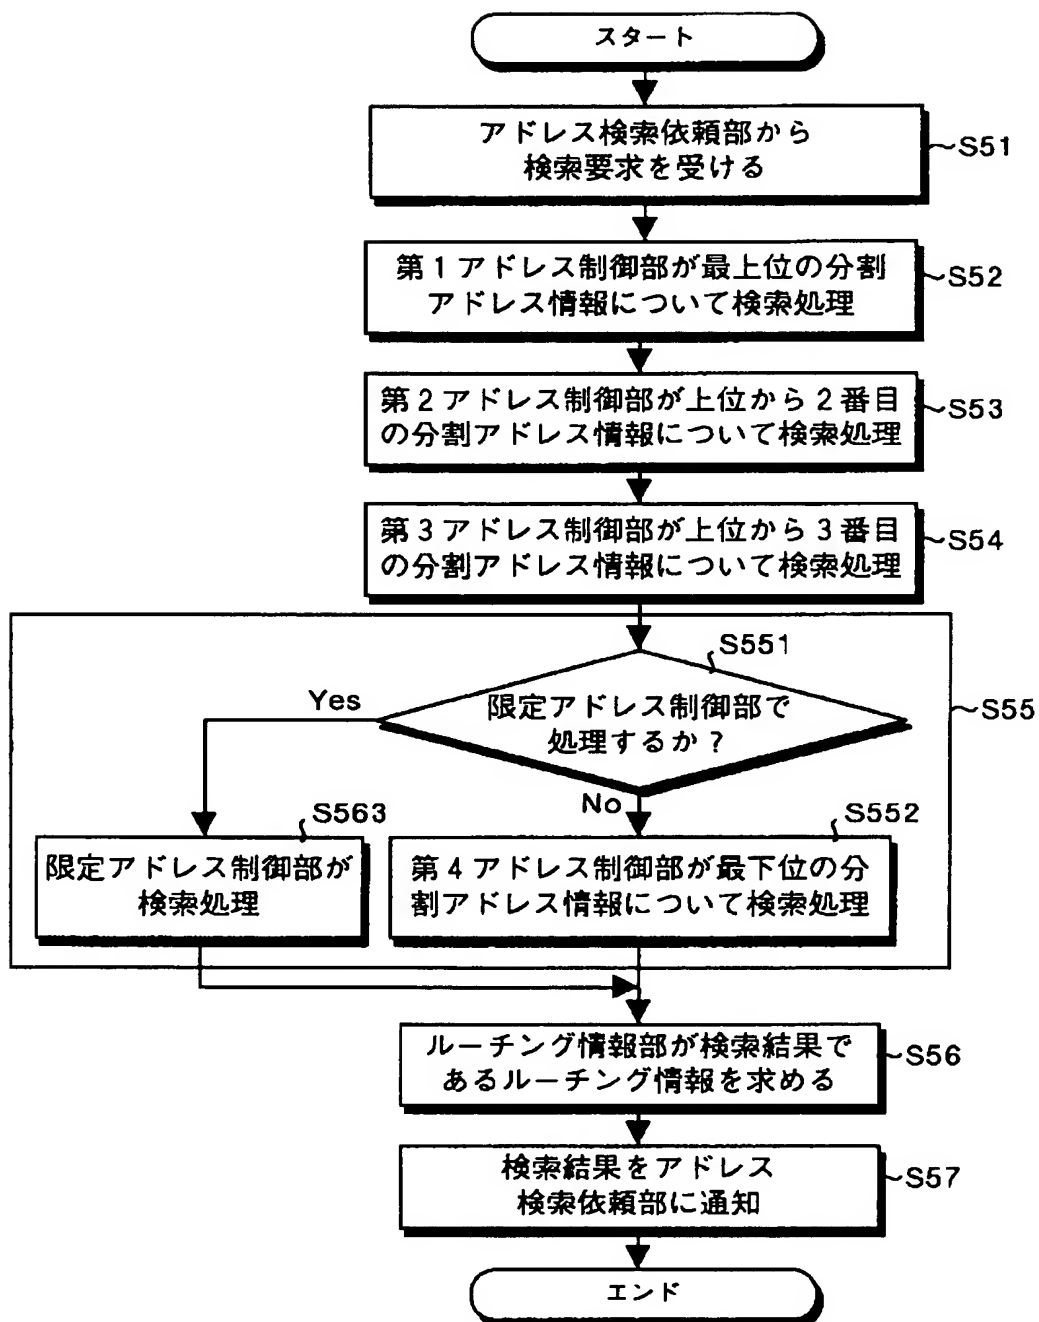 スタート
アドレス検索依頼部から
検索要求を受ける
S51
第1アドレス制御部が最上位の分割
アドレス情報について検索処理
S52
第2アドレス制御部が上位から2番目
の分割アドレス情報について検索処理
S53
第3アドレス制御部が上位から3番目
の分割アドレス情報について検索処理
S54
S551
限定アドレス制御部で
処理するか?
Yes
S55
No
S563
限定アドレス制御部が
検索処理
S552
第4アドレス制御部が最下位の分
割アドレス情報について検索処理
ルーチング情報部が検索結果で
あるルーチング情報を求める
S56
検索結果をアドレス
検索依頼部に通知
S57
エンド